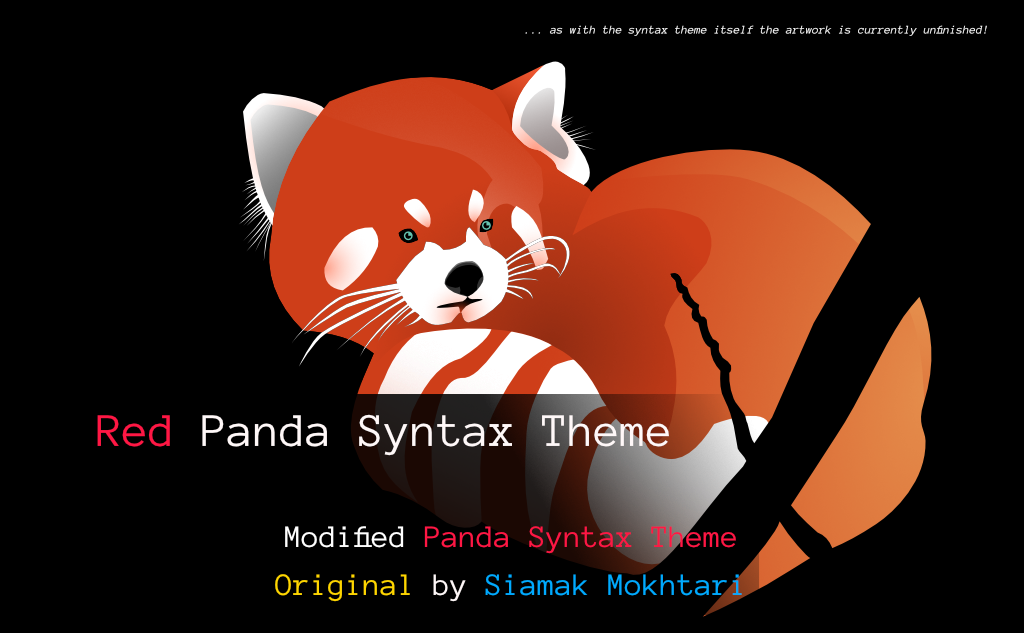 ... as with the syntax theme itself the artwork is currently unfinished!
Red Panda Syntax Theme
Modified Panda Syntax Theme
Original by Siamak Mokhtari